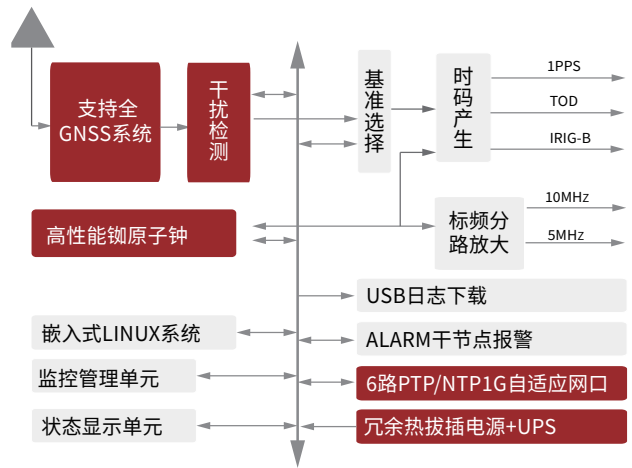 支持全
GNSS系统
干扰检测
基准选择
时码产生
1PPS
TOD
IRIG-B
高性能铷原子钟
标频分
路放大
10MHz
5MHz
USB日志下载
嵌入式LINUX系统
ALARM干节点报警
监控管理单元
6路PTP/NTP1G自适应网口
状态显示单元
冗余热拔插电源+UPS